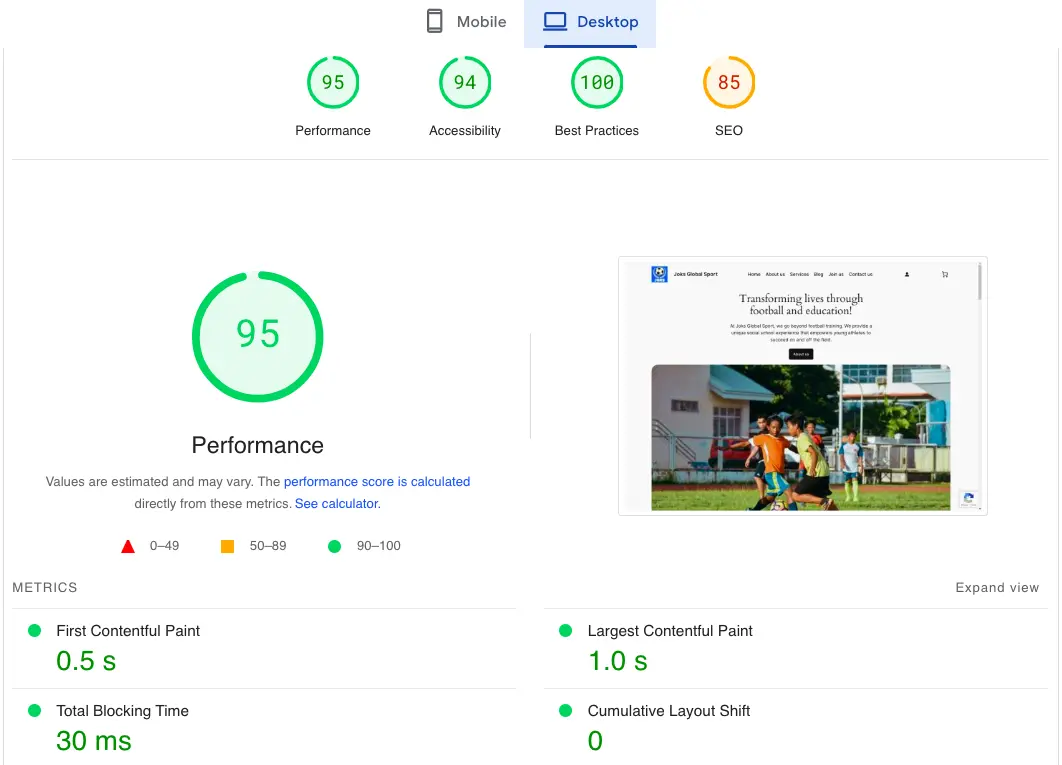 Mobile
Desktop
95
94
100
85
Performance
Accessibility
Best Practices
SEO
95
Performance
Values are estimated and may vary. The performance score is calculated
directly from these metrics. See calculator.
0–49
50–89
90–100
Joks Global Sport
Home About us Services Blog Join us Contact us
Transforming lives through
football and education!
At Joks Global Sport, we go beyond football training. We provide a
unique social school experience that empowers young athletes to
succeed on and off the field.
About Us
METRICS
Expand view
First Contentful Paint
0.5 s
Largest Contentful Paint
1.0 s
Total Blocking Time
30 ms
Cumulative Layout Shift
0